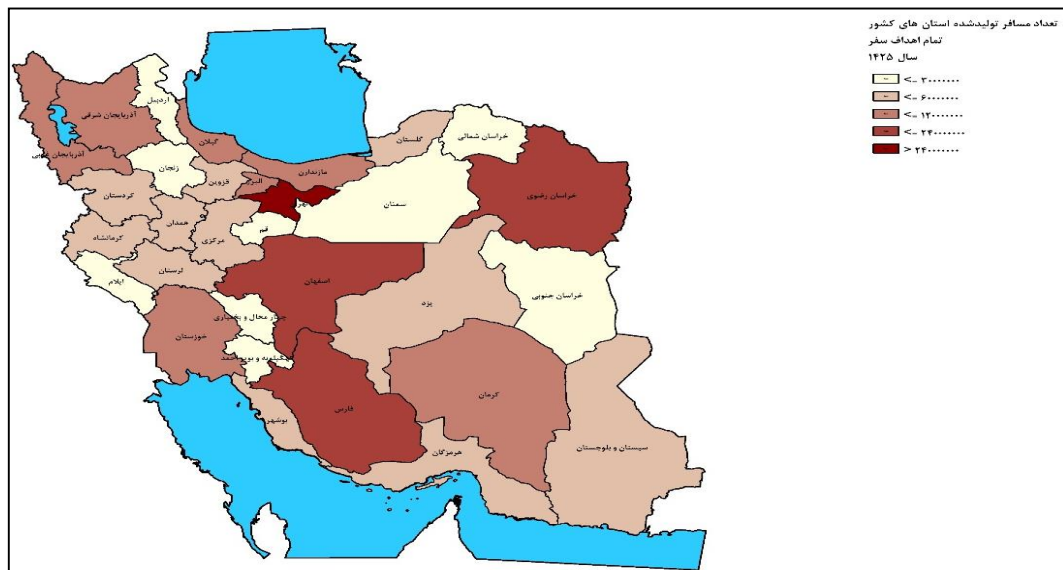 تعداد مسافر تولیدشده استان های کشور
تمام اهداف سفر
سال ۱۴۲۵
<- ۳۰۰۰۰۰۰
<- ۶۰۰۰۰۰۰
<- ۱۲۰۰۰۰۰۰
<- ۲۴۰۰۰۰۰۰
> ۲۴۰۰۰۰۰۰
اردبیل
آذربایجان شرقی
گیلان
خراسان شمالی
گلستان
آذربایجان غربی
زنجان
مازندران
قزوین
البرز
کردستان
خراسان رضوی
سمنان
همدان
قم
مرکزی
کرمانشاه
لرستان
ایلام
اصفهان
خراسان جنوبی
یزد
چهار محال و بختیاری
خوزستان
کهگیلویه و بویر احمد
کرمان
فارس
بوشهر
سیستان و بلوچستان
هرمزگان